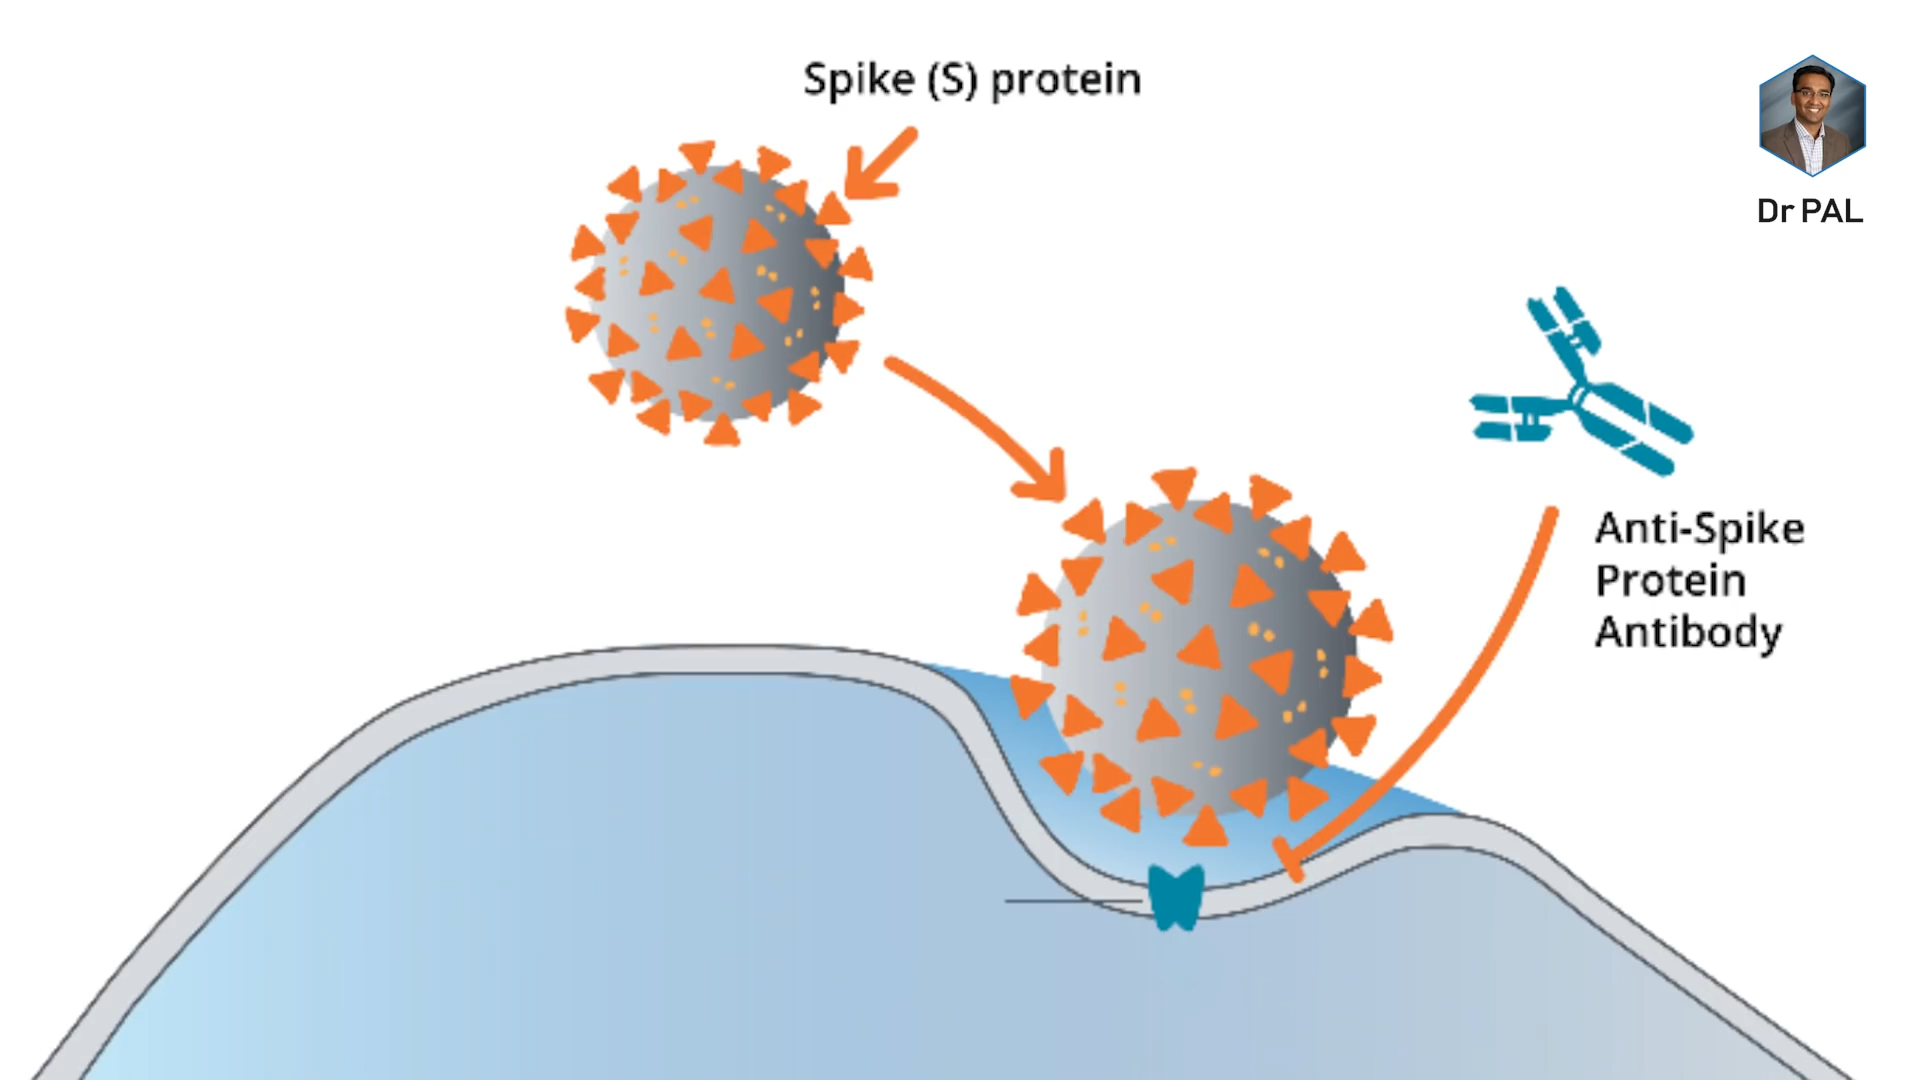 Spike (S) protein
Dr PAL
Anti-Spike
Protein
Antibody